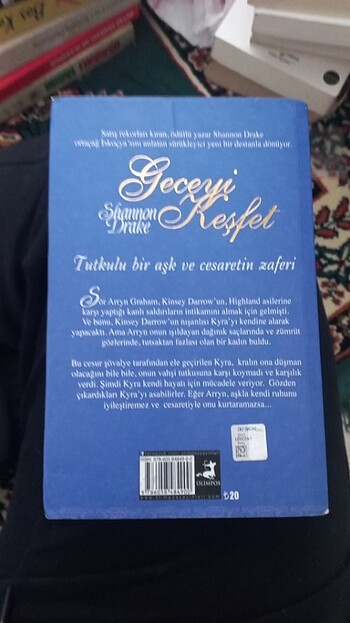 Satış rekorları kıran, ödüllü yazar Shannon Drake
ortaçağ İskoçya'sını anlatan sürükleyici yeni bir destanla dönüyor.
Geceyi
Shannon Keşfet
Drake
Tutkulu bir aşk ve cesaretin zaferi
Sör Arryn Graham, Kinsey Darrow'un, Highland asilerine
karşı yaptığı kanlı saldırıların intikamını almak için gelmişti.
Ve bunu, Kinsey Darrow'un nişanlısı Kyra'yı kendine alarak
yapacaktı. Ama Arryn onun ışıldayan dağınık saçlarında ve zümrüt
gözlerinde, tutsaktan fazlası olan bir kadın buldu.
Bu cesur şövalye tarafından ele geçirilen Kyra, kralın ona düşman
olacağını bile bile, onun vahşi tutkusuna karşı koymadı ve karşılık
verdi. Şimdi Kyra kendi hayatı için mücadele veriyor. Gözden
çıkardıkları Kyra'yı asabilirler. Eğer Arryn, aşkla kendi ruhunu
iyileştiremez ve cesaretiyle onu kurtaramazsa...
OLIMPOS
₺20